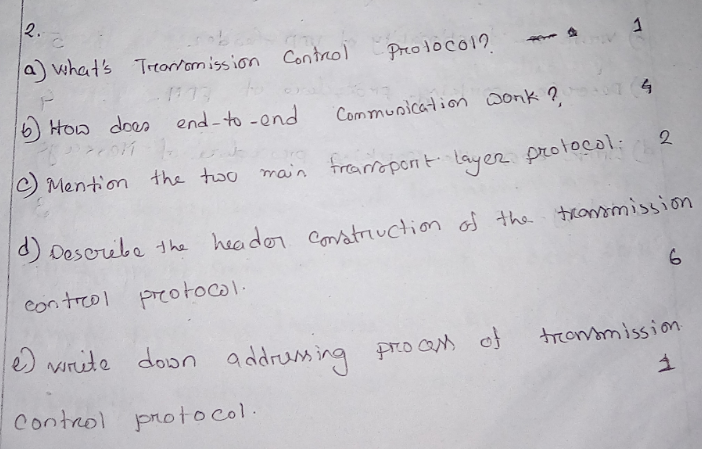 2.
a) What's Transmission Control Protocol? 1
b) How does end-to-end Communication work?, 4
c) Mention the two main transport layer protocol. 2
d) Describe the header construction of the transmission
control protocol. 6
e) write down addressing process of transmission
control protocol. 1